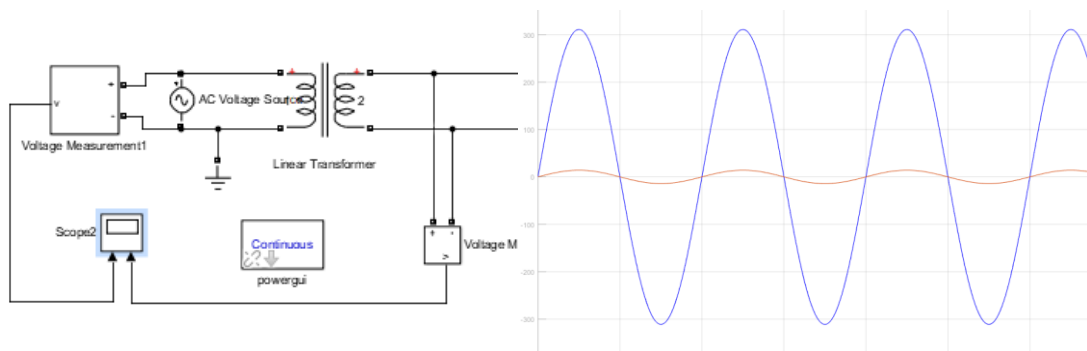 +
v
-
Voltage Measurement1
AC Voltage Source
1
2
Linear Transformer
Scope2
Continuous
powergui
+ -
v
Voltage M
300
200
100
0
-100
-200
-300